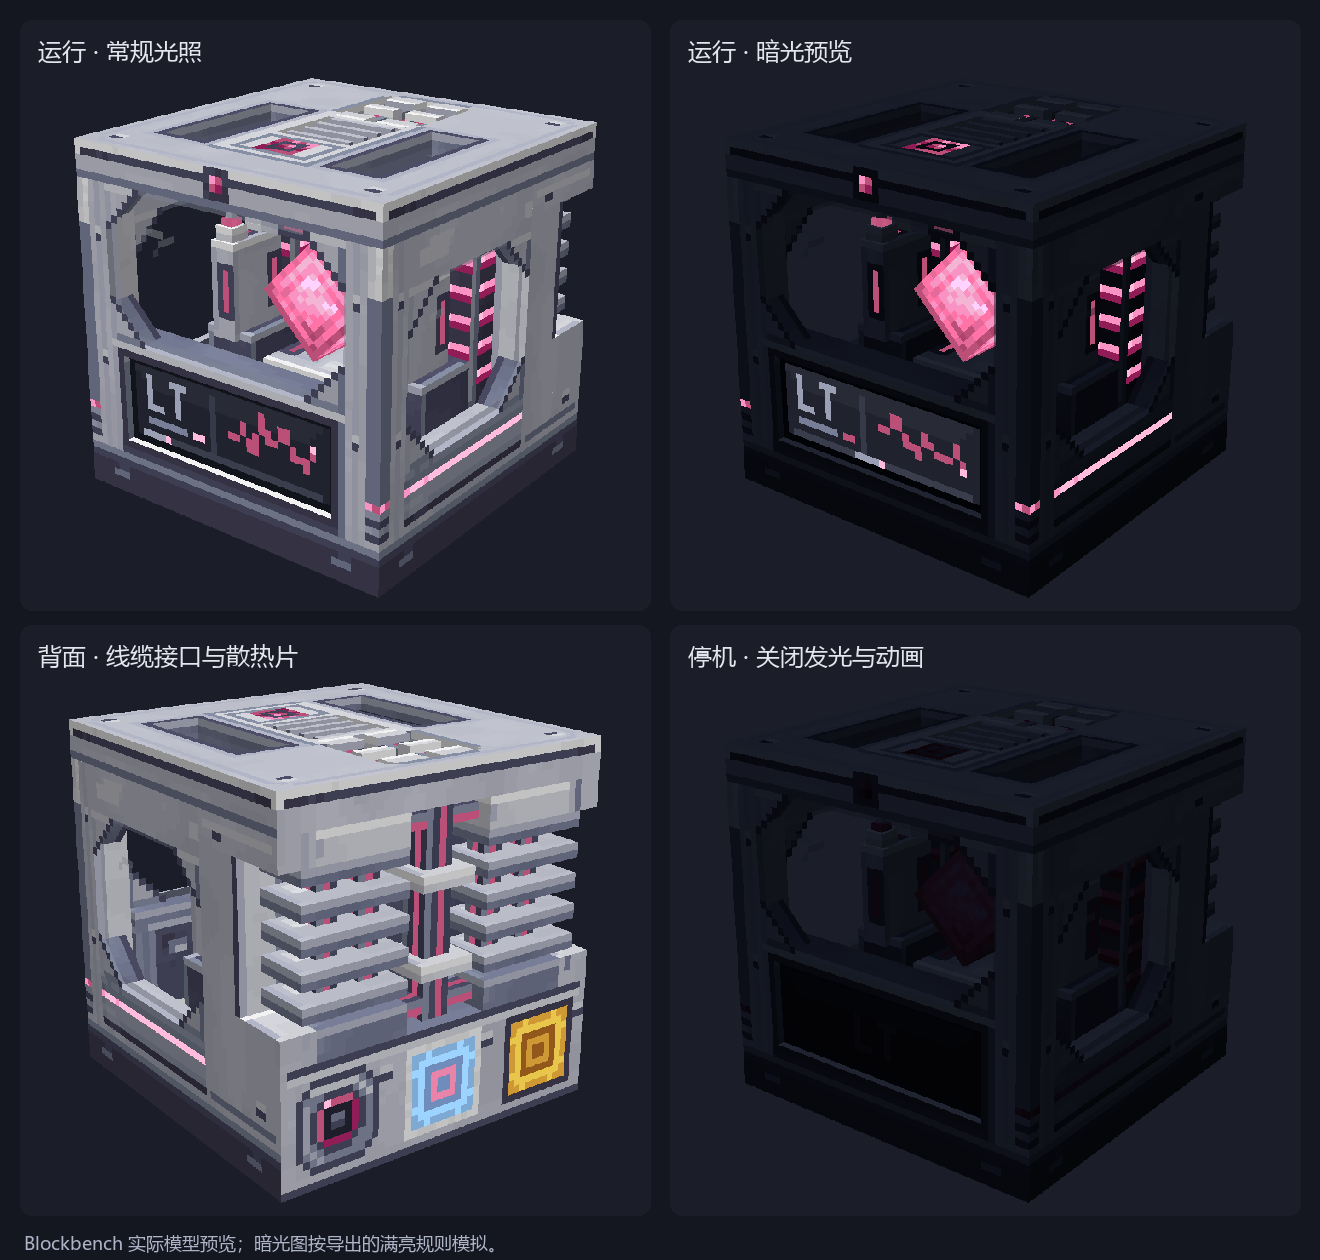 运行 · 常规光照
运行 · 暗光预览
LT
LT
背面 · 线缆接口与散热片
停机 · 关闭发光与动画
LT
Blockbench 实际模型预览；暗光图按导出的满亮规则模拟。